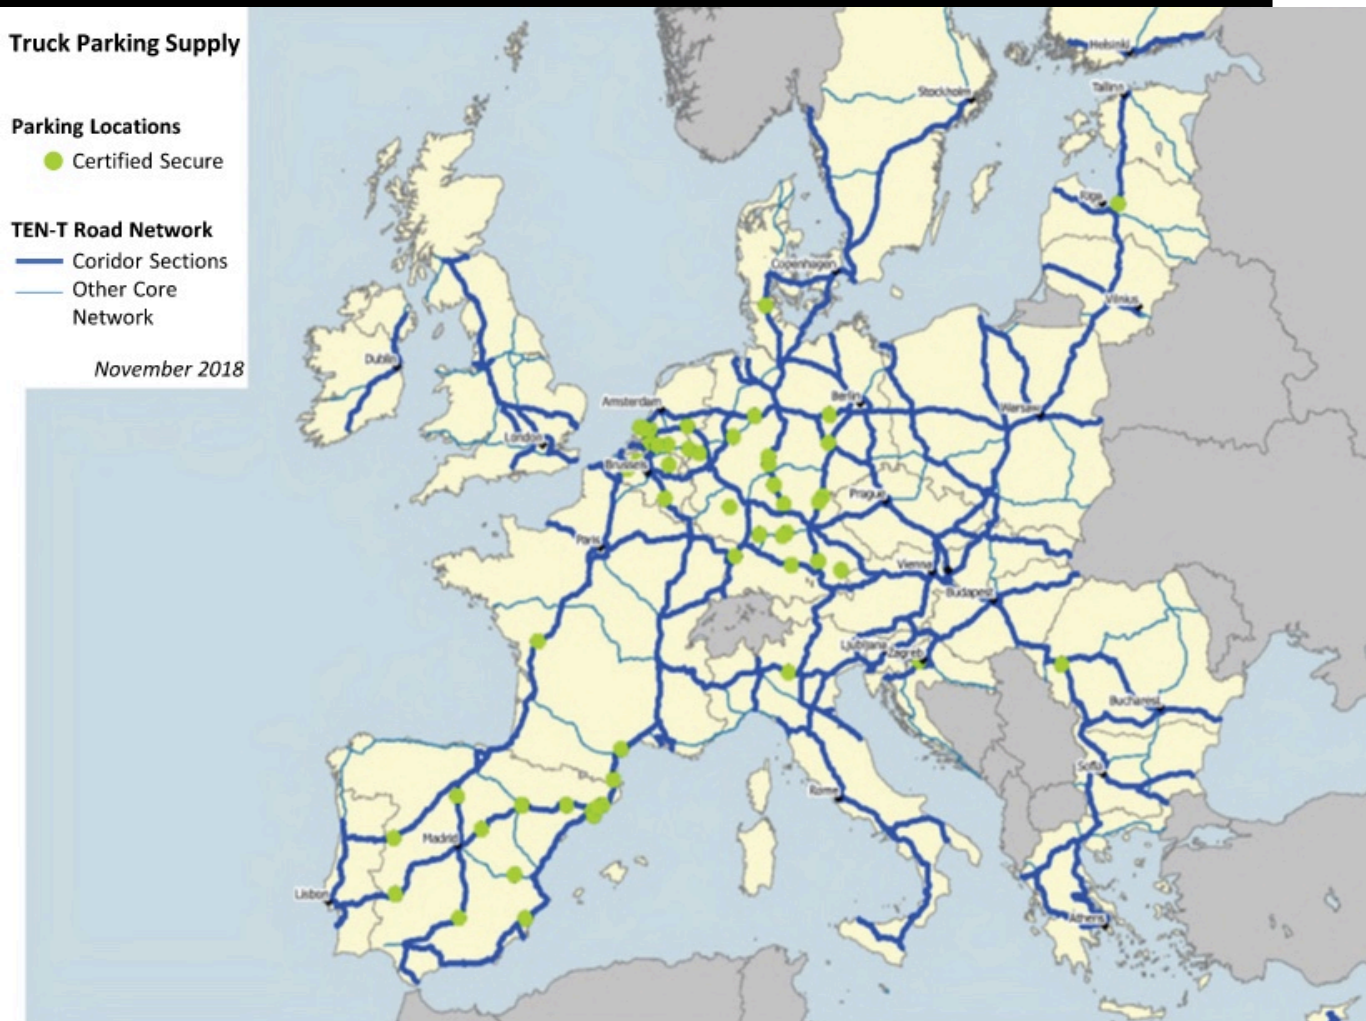 Truck Parking Supply
Parking Locations
Certified Secure
TEN-T Road Network
Coridor Sections
Other Core
Network
November 2018
Helsinki
Tallinn
Stockholm
Riga
Copenhagen
Vilnius
Dublin
Amsterdam
Berlin
Warsaw
London
Brussels
Prague
Paris
Vienna
Budapest
Ljubljana
Zagreb
Bucharest
Sofia
Rome
Madrid
Lisbon
Athens